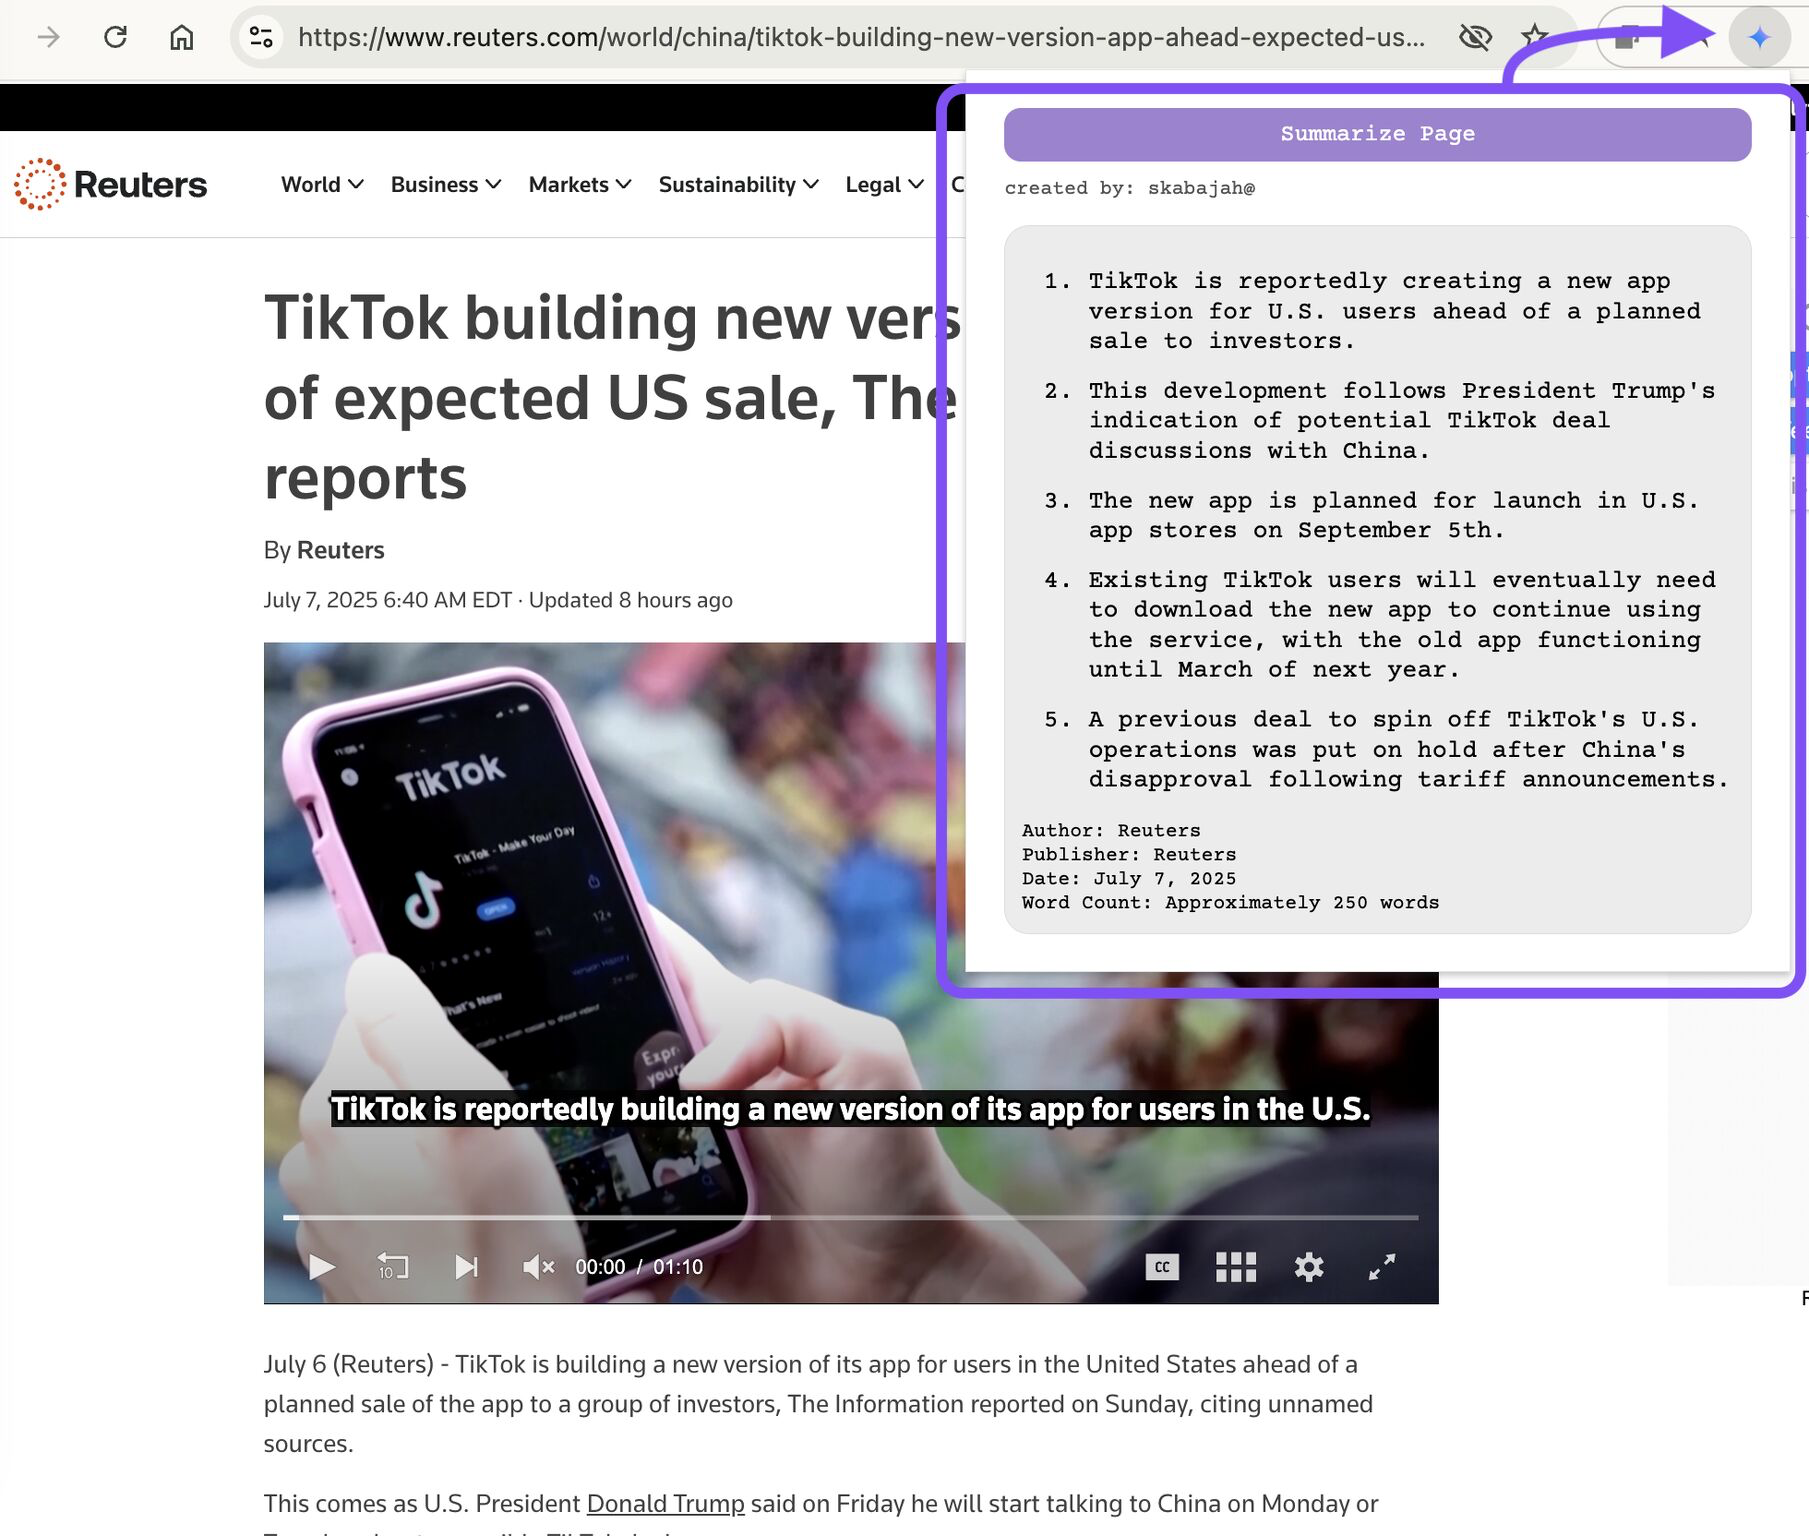 https://www.reuters.com/world/china/tiktok-building-new-version-app-ahead-expected-us...
Reuters
World
Business
Markets
Sustainability
Legal
Summarize Page
created by: skabajah@
1. TikTok is reportedly creating a new app
version for U.S. users ahead of a planned
sale to investors.
2. This development follows President Trump's
indication of potential TikTok deal
discussions with China.
3. The new app is planned for launch in U.S.
app stores on September 5th.
4. Existing TikTok users will eventually need
to download the new app to continue using
the service, with the old app functioning
until March of next year.
5. A previous deal to spin off TikTok's U.S.
operations was put on hold after China's
disapproval following tariff announcements.
Author: Reuters
Publisher: Reuters
Date: July 7, 2025
Word Count: Approximately 250 words
TikTok building new vers
of expected US sale, The
reports
By Reuters
July 7, 2025 6:40 AM EDT · Updated 8 hours ago
TikTok
TikTok - Make Your Day
OPEN
12+
Version History
What's New
Expr
your
TikTok is reportedly building a new version of its app for users in the U.S.
10
00:00 / 01:10
CC
July 6 (Reuters) - TikTok is building a new version of its app for users in the United States ahead of a
planned sale of the app to a group of investors, The Information reported on Sunday, citing unnamed
sources.
This comes as U.S. President Donald Trump said on Friday he will start talking to China on Monday or